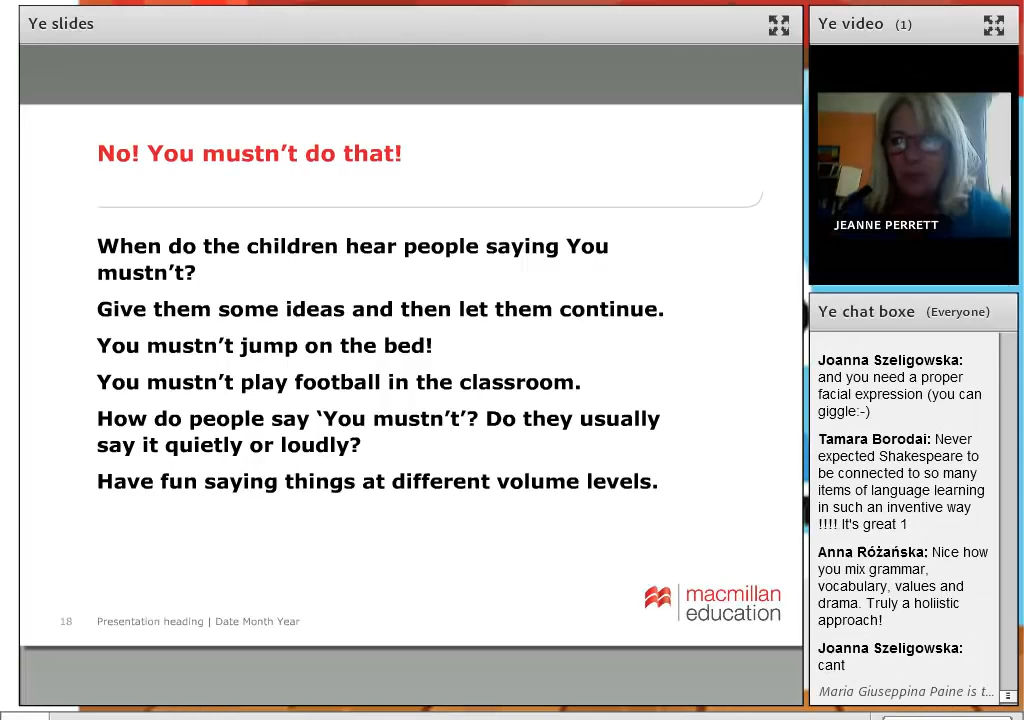 Ye slides
No! You mustn’t do that!
When do the children hear people saying You
mustn’t?
Give them some ideas and then let them continue.
You mustn’t jump on the bed!
You mustn’t play football in the classroom.
How do people say ‘You mustn’t’? Do they usually
say it quietly or loudly?
Have fun saying things at different volume levels.
macmillan
education
18 Presentation heading | Date Month Year
Ye video (1)
JEANNE PERRETT
Ye chat boxe (Everyone)
Joanna Szeligowska:
and you need a proper
facial expression (you can
giggle:-)
Tamara Borodai: Never
expected Shakespeare to
be connected to so many
items of language learning
in such an inventive way
!!!! It's great 1
Anna Różańska: Nice how
you mix grammar,
vocabulary, values and
drama. Truly a holiistic
approach!
Joanna Szeligowska:
cant
Maria Giuseppina Paine is t...